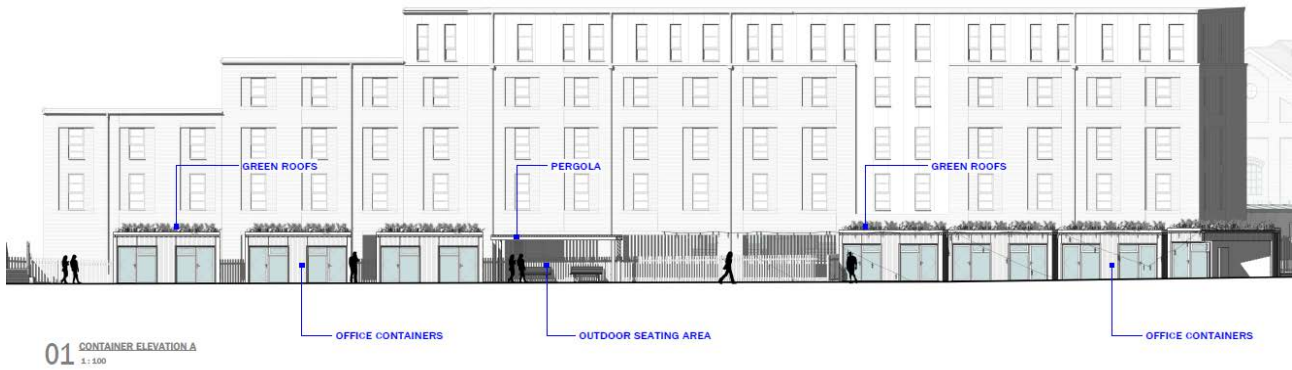 GREEN ROOFS
PERGOLA
GREEN ROOFS
OFFICE CONTAINERS
OUTDOOR SEATING AREA
OFFICE CONTAINERS
01 CONTAINER ELEVATION A
1:100